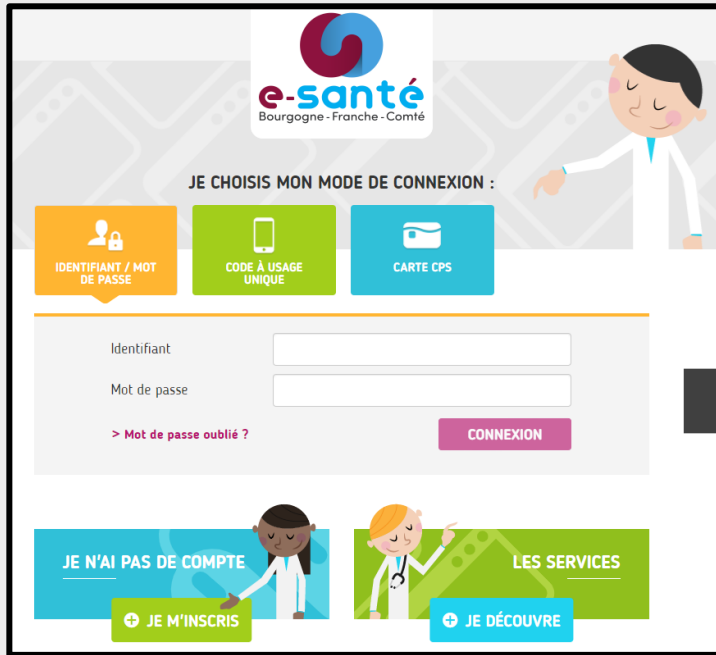 e-santé
Bourgogne - Franche - Comté
JE CHOISIS MON MODE DE CONNEXION :
IDENTIFIANT / MOT
DE PASSE
CODE À USAGE
UNIQUE
CARTE CPS
Identifiant
Mot de passe
> Mot de passe oublié ?
CONNEXION
JE N'AI PAS DE COMPTE
JE M'INSCRIS
LES SERVICES
JE DÉCOUVRE